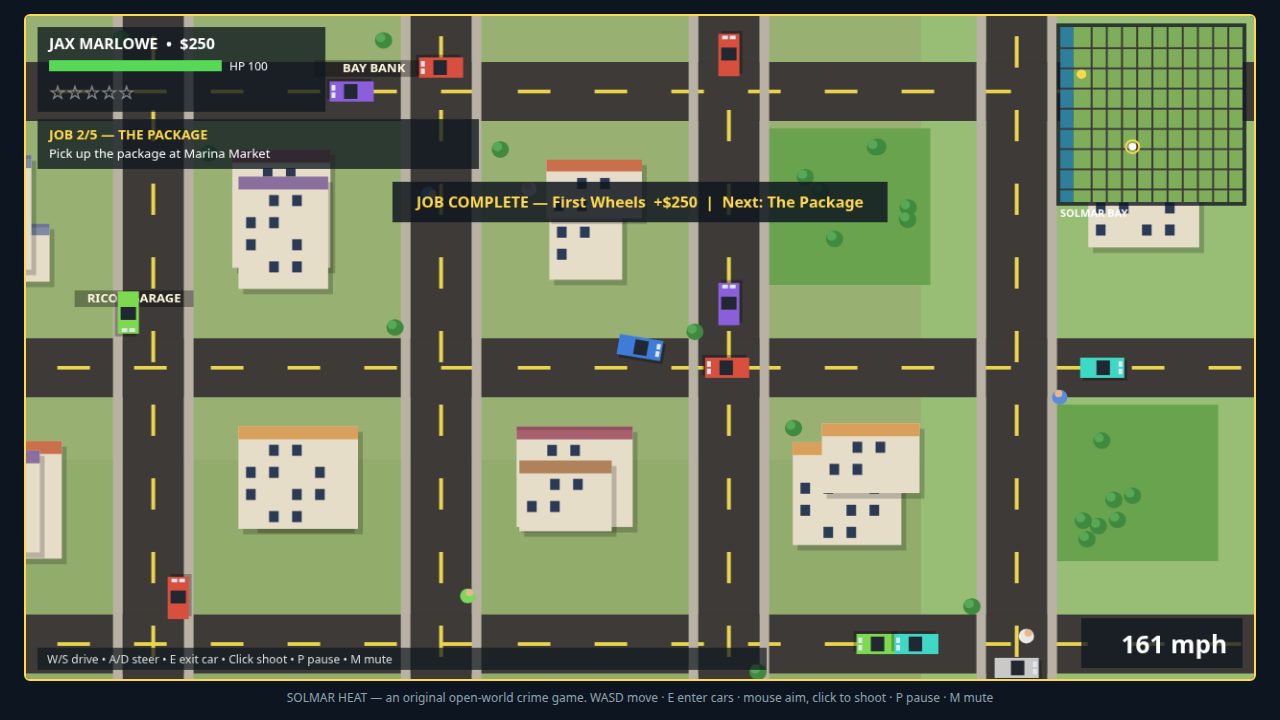 JAX MARLOWE • $250
HP 100
☆☆☆☆☆
BAY BANK
JOB 2/5 — THE PACKAGE
Pick up the package at Marina Market
JOB COMPLETE — First Wheels +$250 | Next: The Package
SOLMAR BAY
RICO ARAGE
W/S drive • A/D steer • E exit car • Click shoot • P pause • M mute
161 mph
SOLMAR HEAT — an original open-world crime game. WASD move · E enter cars · mouse aim, click to shoot · P pause · M mute